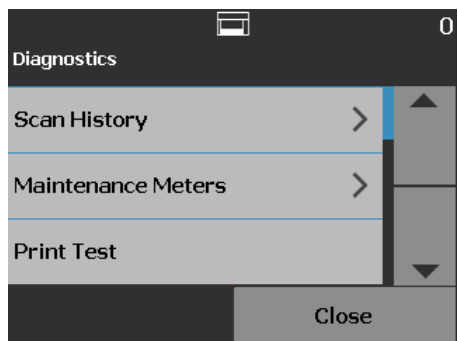 0
Diagnostics
Scan History
Maintenance Meters
Print Test
Close